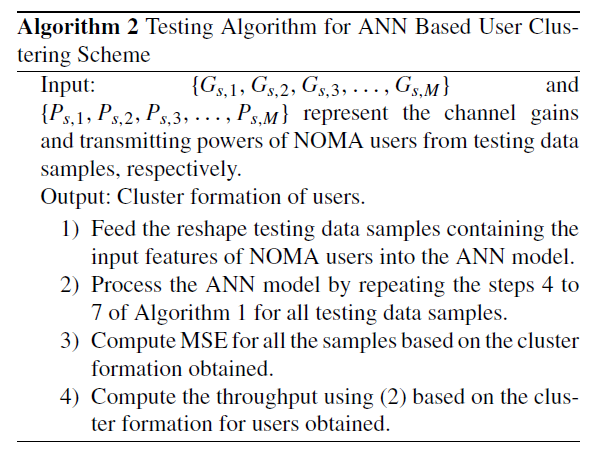 Algorithm 2 Testing Algorithm for ANN Based User Clus-
tering Scheme
Input: {G_{s,1}, G_{s,2}, G_{s,3}, . . . , G_{s,M}} and
{P_{s,1}, P_{s,2}, P_{s,3}, . . . , P_{s,M}} represent the channel gains
and transmitting powers of NOMA users from testing data
samples, respectively.
Output: Cluster formation of users.
1) Feed the reshape testing data samples containing the
input features of NOMA users into the ANN model.
2) Process the ANN model by repeating the steps 4 to
7 of Algorithm 1 for all testing data samples.
3) Compute MSE for all the samples based on the cluster
formation obtained.
4) Compute the throughput using (2) based on the clus-
ter formation for users obtained.